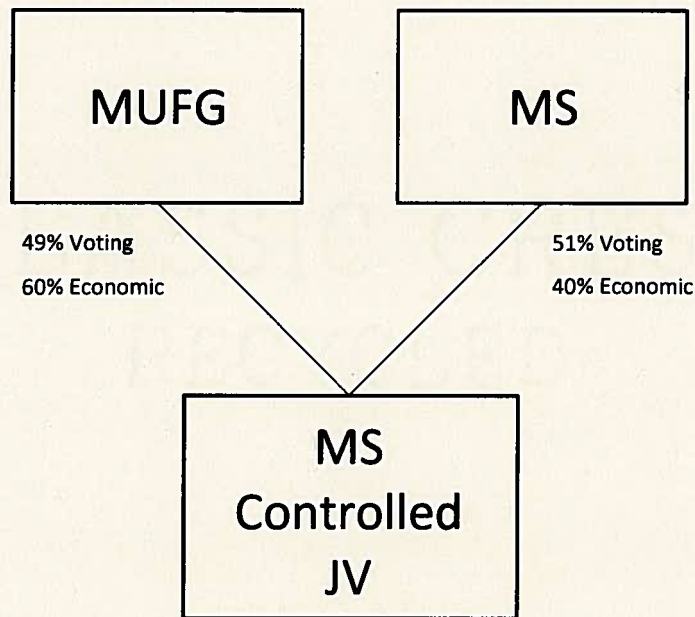 MUFG
MS
49% Voting
60% Economic
51% Voting
40% Economic
MS
Controlled
JV